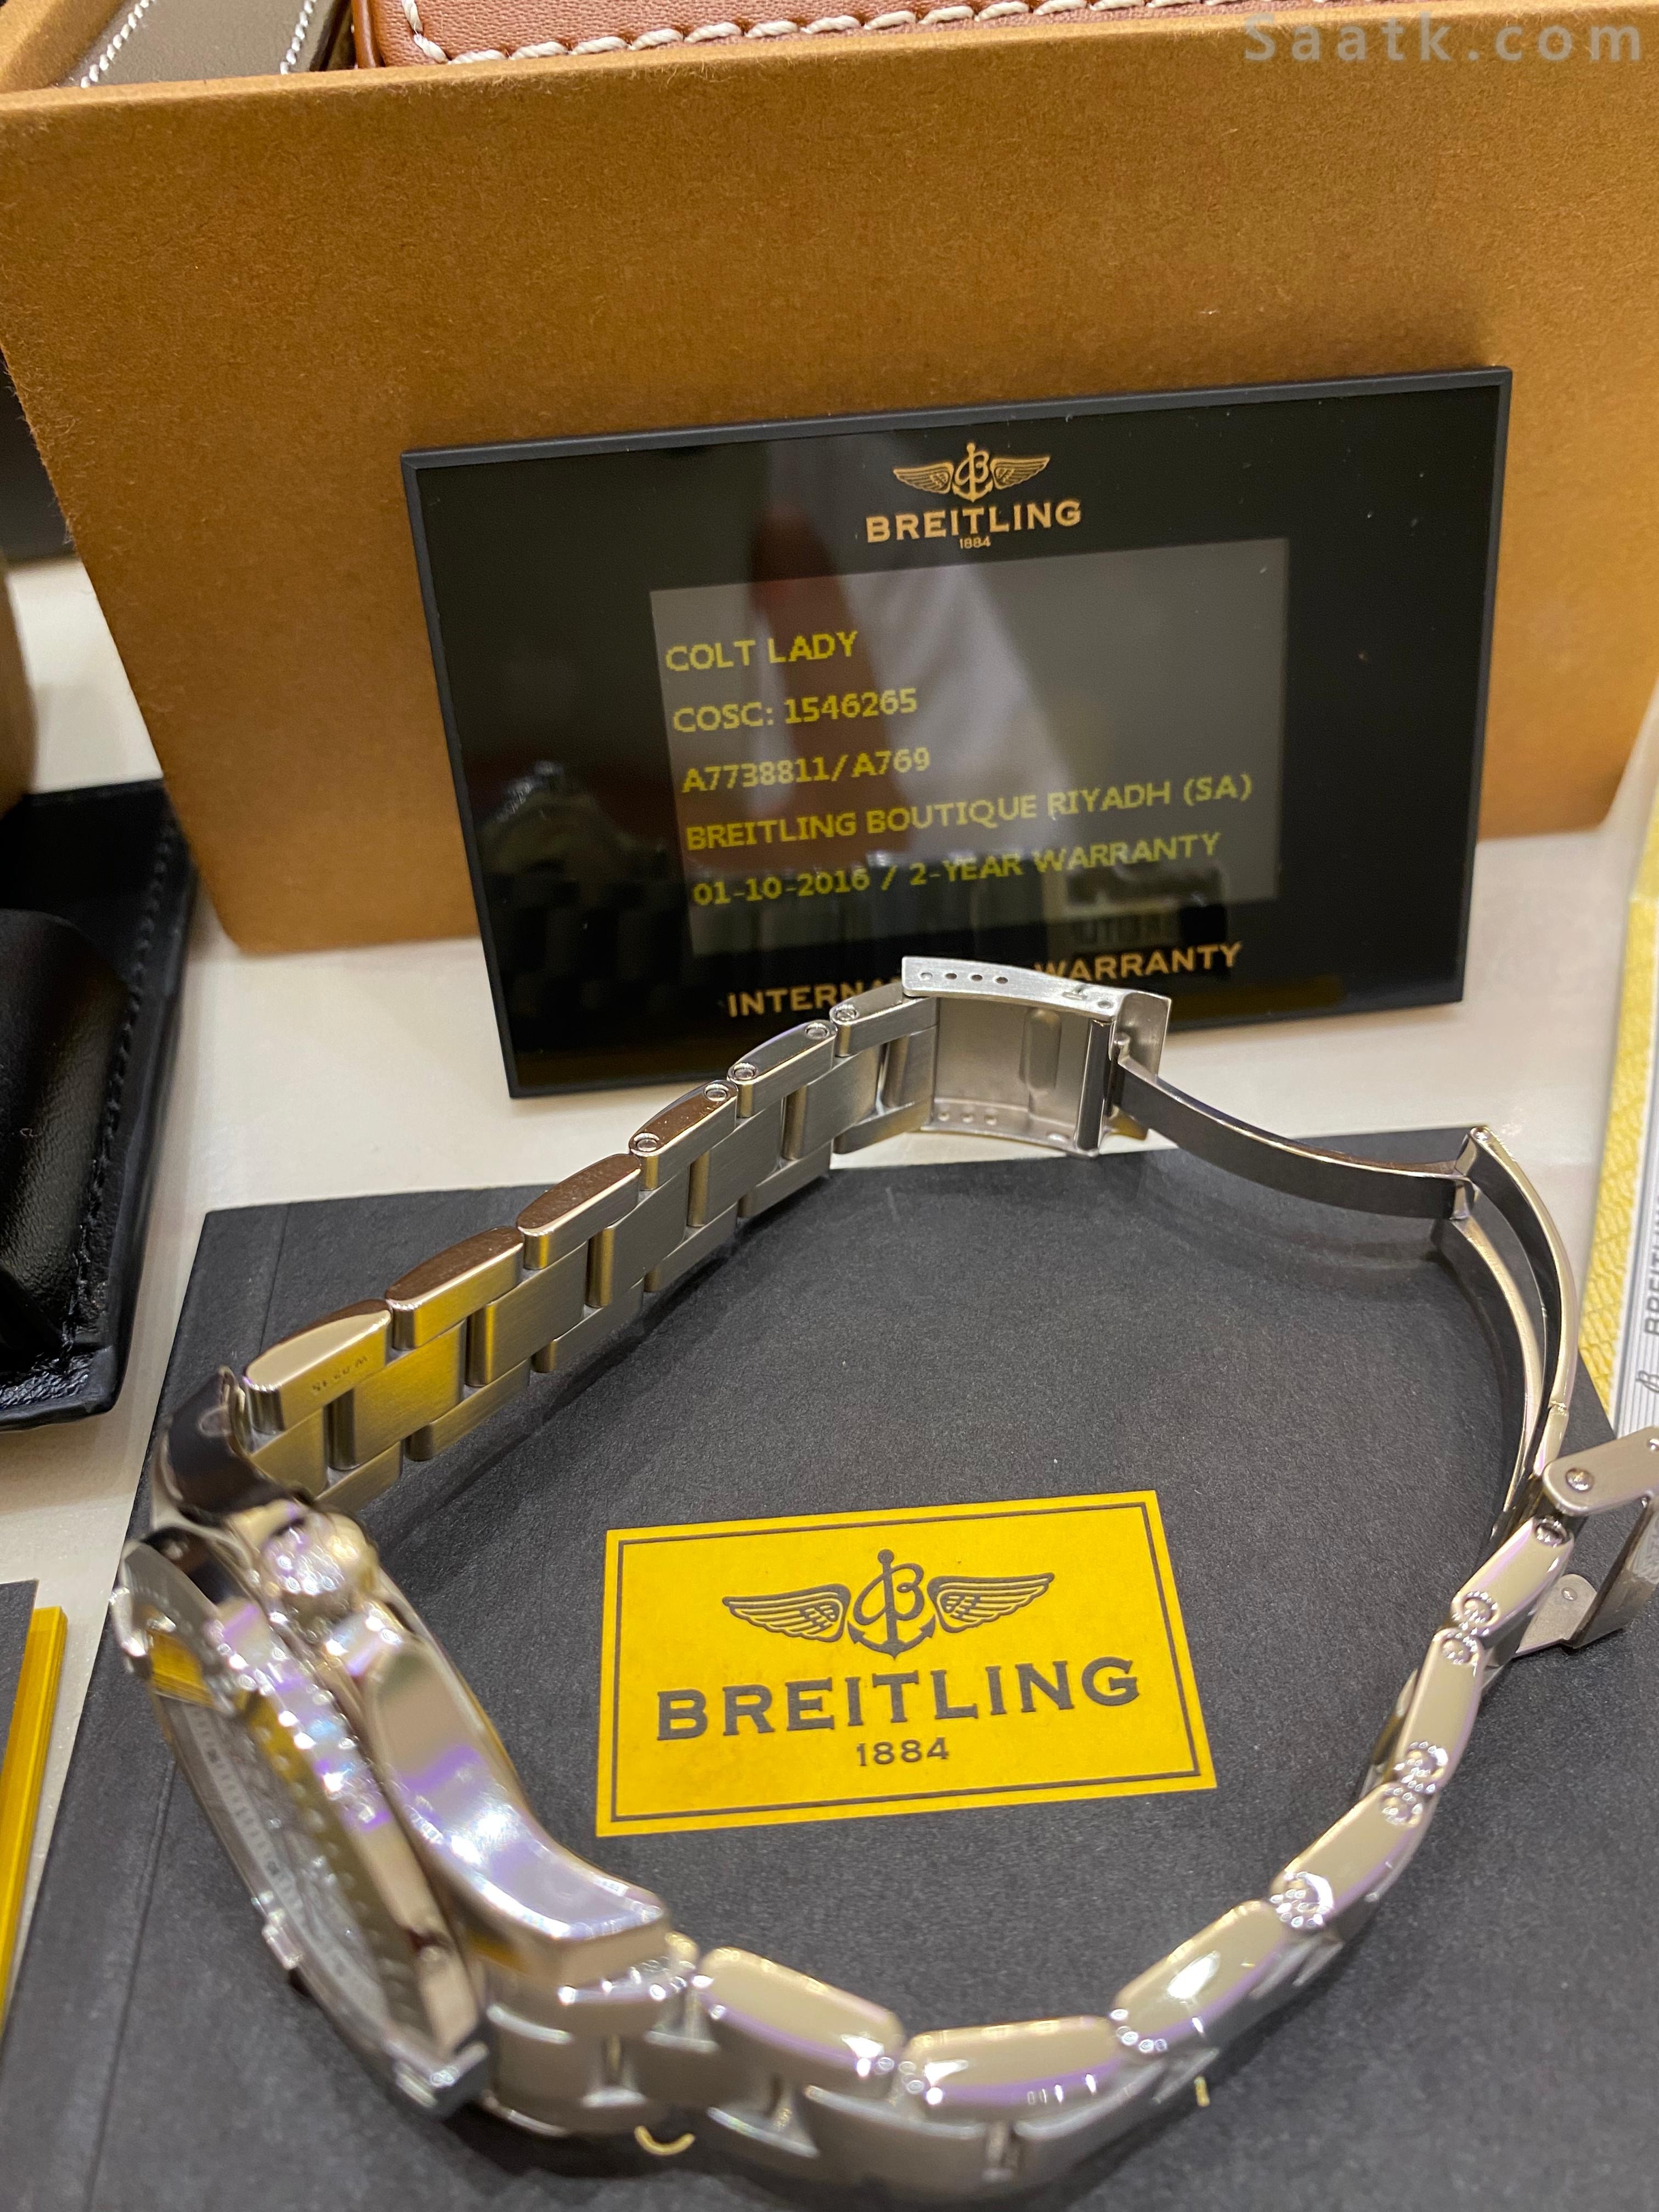 Saatk.com
BREITLING
1884
COLT LADY
COSC: 1546265
A7738811/A769
BREITLING BOUTIQUE RIYADH (SA)
01-10-2016 / 2-YEAR WARRANTY
WARRANTY
BREITLING
1884